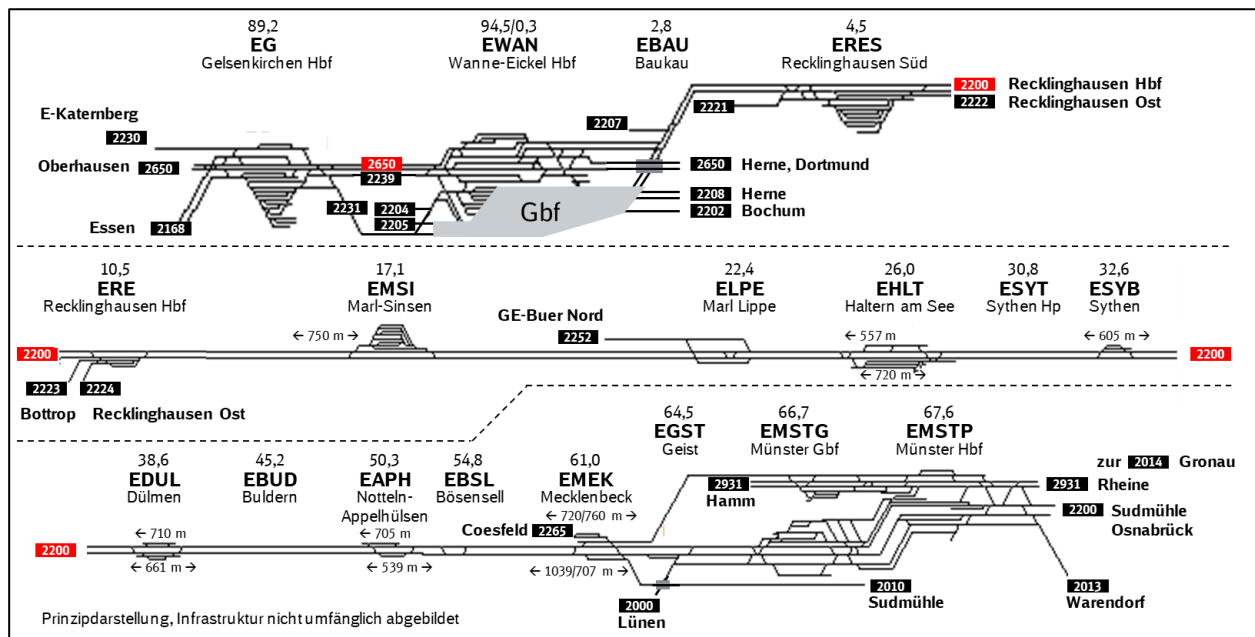 89,2 94,5/0,3 2,8 4,5
EG EWAN EBAU ERES
Gelsenkirchen Hbf Wanne-Eickel Hbf Baukau Recklinghausen Süd
2200 Recklinghausen Hbf
2221 2222 Recklinghausen Ost
E-Katernberg
2207
2230
Oberhausen 2650 2650 2650 Herne, Dortmund
2239
2208 Herne
2231 2204 Gbf
2202 Bochum
2205
Essen 2168
10,5 17,1 22,4 26,0 30,8 32,6
ERE EMSI ELPE EHLT ESYT ESYB
Recklinghausen Hbf Marl-Sinsen Marl Lippe Haltern am See Sythen Hp Sythen
GE-Buer Nord
← 750 m → 2252 ← 557 m → ← 605 m →
2200 2200
← 720 m →
2223 2224
Bottrop Recklinghausen Ost
64,5 66,7 67,6
EGST EMSTG EMSTP
Geist Münster Gbf Münster Hbf
38,6 45,2 50,3 54,8 61,0
EDUL EBUD EAPH EBSL EMEK
zur 2014 Gronau
Dülmen Buldern Notteln- Bösensell Mecklenbeck
2931 2931 Rheine
Hamm
Appelhülsen ← 720/760 m →
2200 Sudmühle
Osnabrück
← 710 m → ← 705 m → Coesfeld 2265
2200
← 661 m → ← 539 m → ← 1039/707 m →
2010 2013
2000 Sudmühle Warendorf
Lünen
Prinzipdarstellung, Infrastruktur nicht umfänglich abgebildet